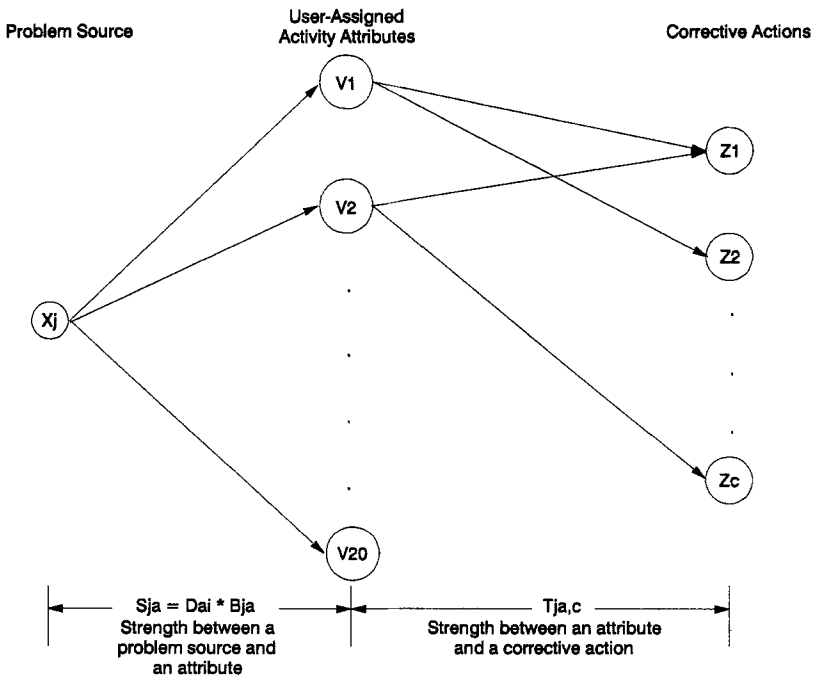 Problem Source
User-Assigned
Activity Attributes
Corrective Actions
V1
Z1
V2
Z2
Xj
Zc
V20
Sja = Dai * Bja
Strength between a
problem source and
an attribute
Tja,c
Strength between an attribute
and a corrective action